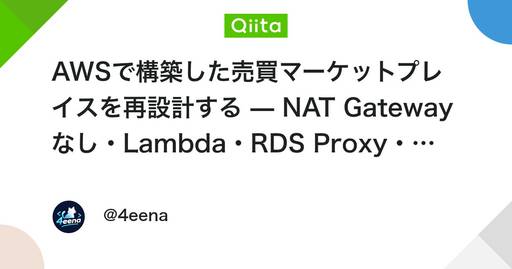 Qiita
AWSで構築した売買マーケットプレ
イスを再設計する — NAT Gateway
なし・Lambda・RDS Proxy・…
4eena
@4eena